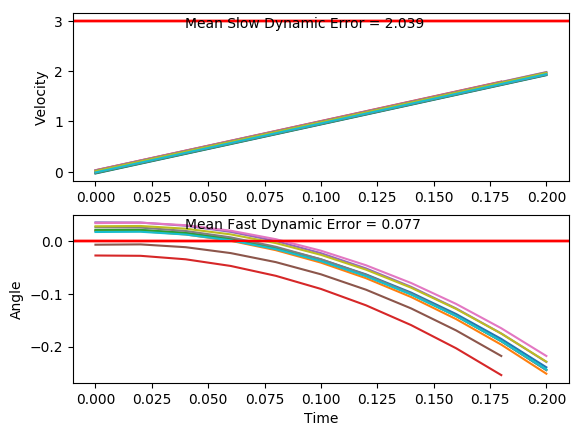 3
Mean Slow Dynamic Error = 2.039
2
Velocity
1
0
0.000 0.025 0.050 0.075 0.100 0.125 0.150 0.175 0.200
Mean Fast Dynamic Error = 0.077
0.0
Angle
−0.1
−0.2
0.000 0.025 0.050 0.075 0.100 0.125 0.150 0.175 0.200
Time